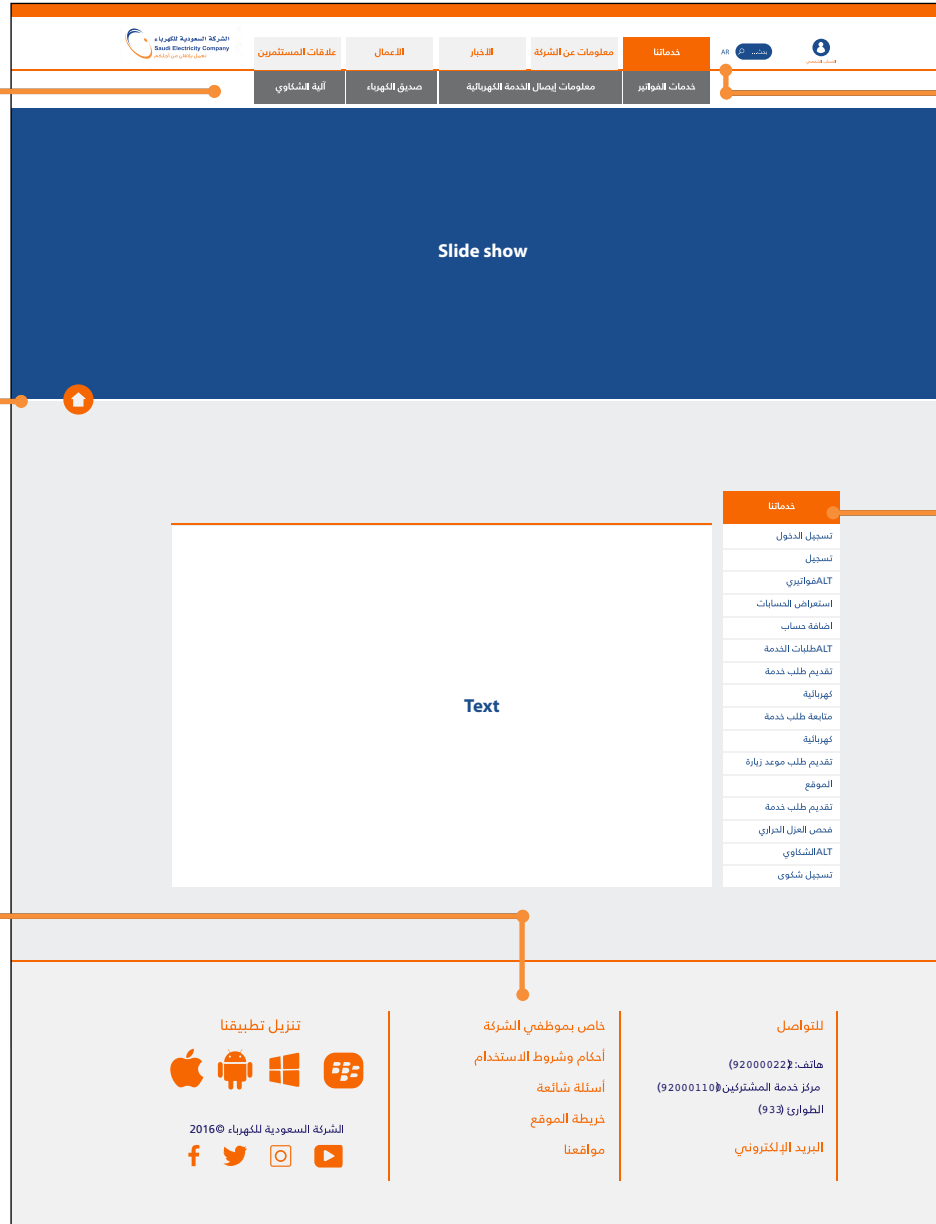 الشركة السعودية للكهرباء
Saudi Electricity Company
بحث...
AR
خدماتنا
معلومات عن الشركة
الأخبار
الأعمال
علاقات المستثمرين
خدمات الفواتير
معلومات إيصال الخدمة الكهربائية
صديق الكهرباء
آلية الشكاوي
Slide show
خدماتنا
تسجيل الدخول
تسجيل
ALTفواتيري
استعراض الحسابات
اضافة حساب
ALTطلبات الخدمة
تقديم طلب خدمة
كهربائية
متابعة طلب خدمة
كهربائية
تقديم طلب موعد زيارة
الموقع
تقديم طلب خدمة
فحص العزل الحراري
ALTالشكاوي
تسجيل شكوى
Text
للتواصل
هاتف: (920000222)
مركز خدمة المشتركين (920001100)
الطوارئ (933)
البريد الإلكتروني
خاص بموظفي الشركة
أحكام وشروط الاستخدام
أسئلة شائعة
خريطة الموقع
مواقعنا
تنزيل تطبيقنا
الشركة السعودية للكهرباء ©2016